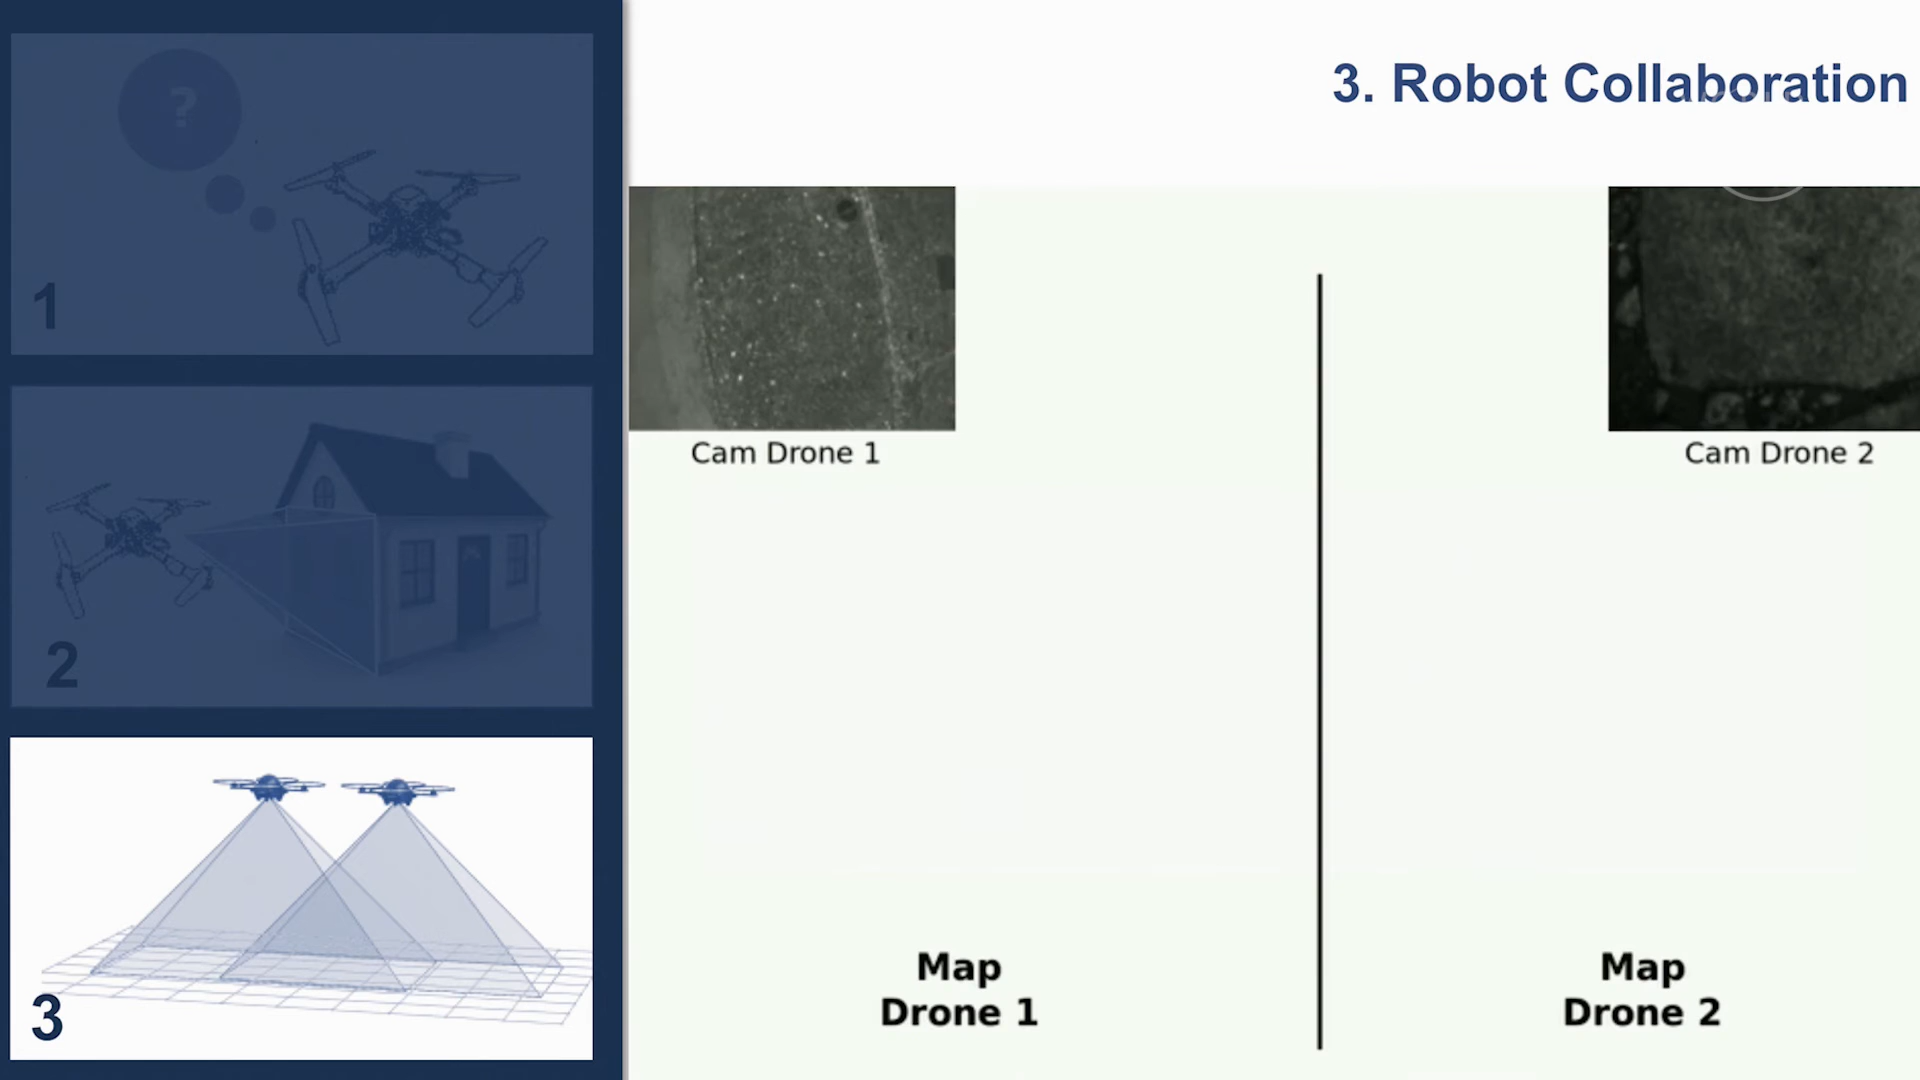 ?
1
2
3
3. Robot Collaboration
Cam Drone 1
Cam Drone 2
Map
Drone 1
Map
Drone 2